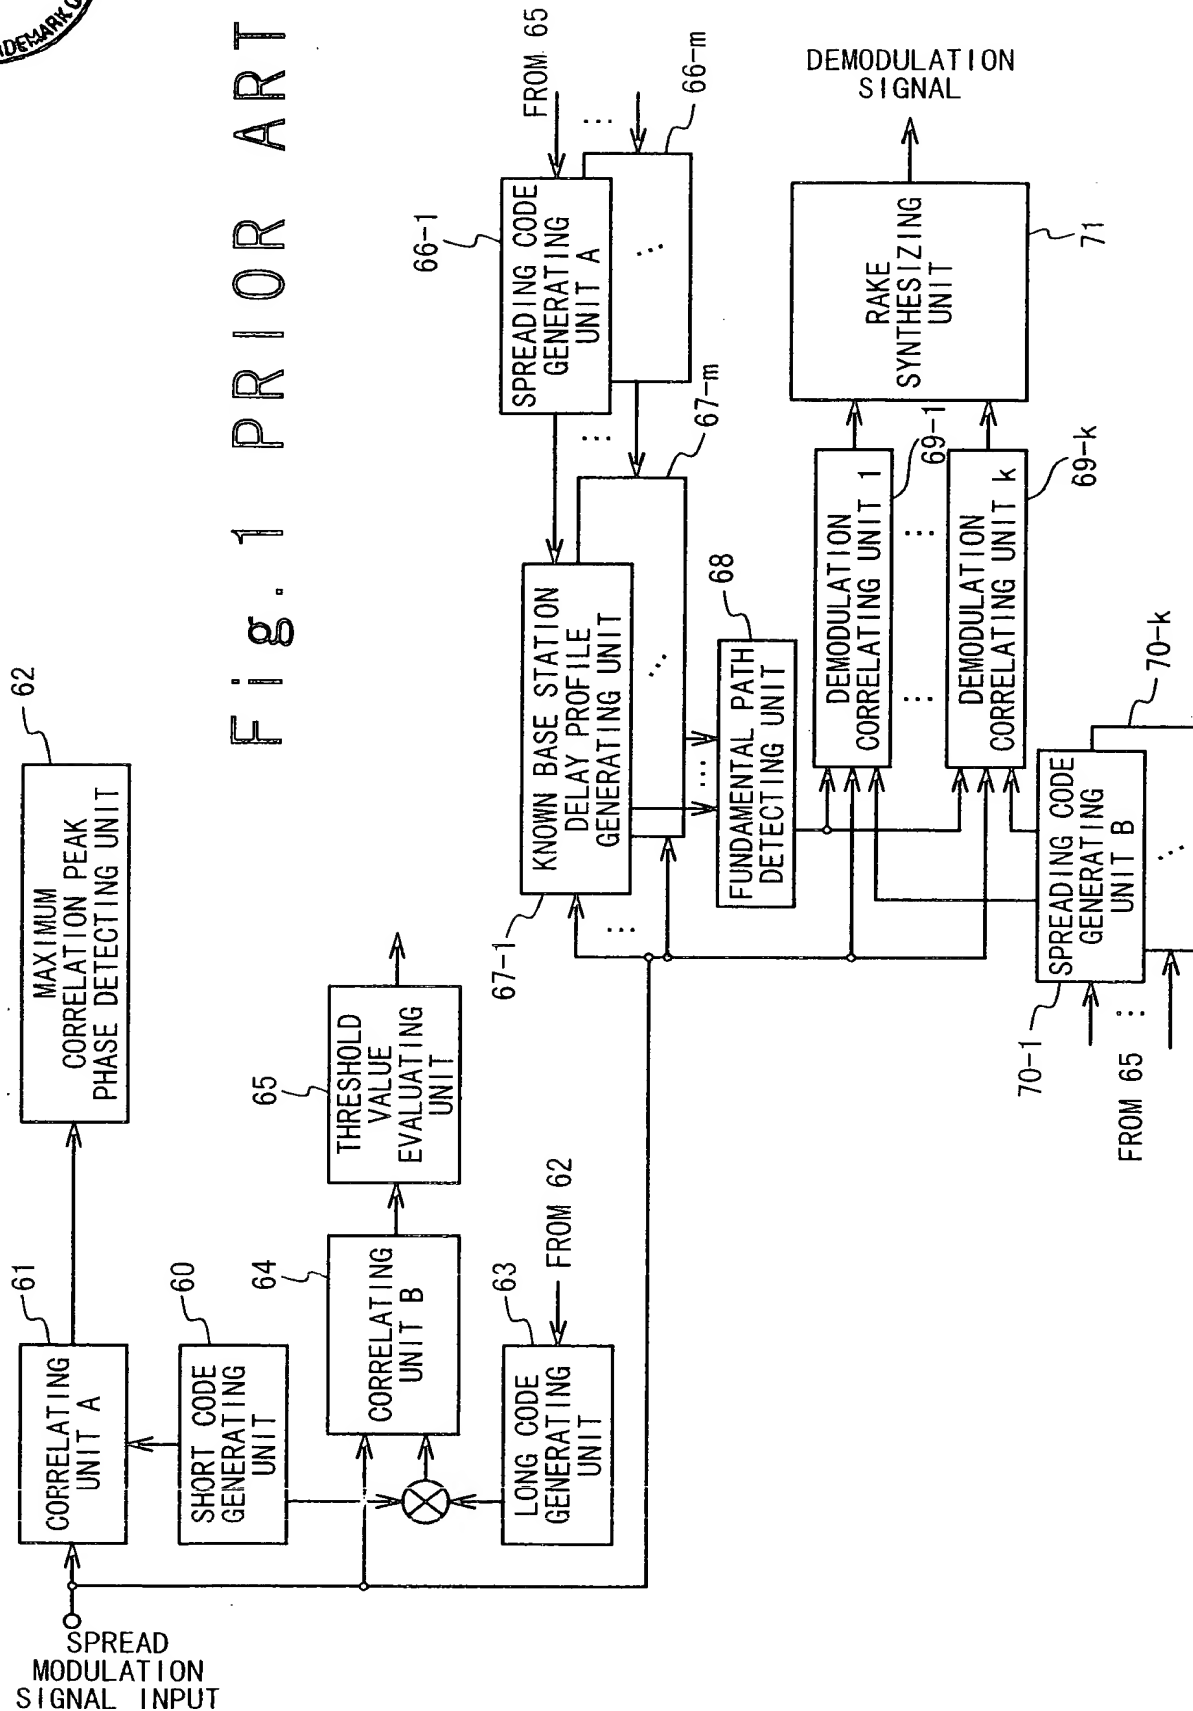 DEMARK O
Fig. 1 PRIOR ART
SPREAD
MODULATION
SIGNAL INPUT
61
CORRELATING
UNIT A
62
MAXIMUM
CORRELATION PEAK
PHASE DETECTING UNIT
60
SHORT CODE
GENERATING
UNIT
64
CORRELATING
UNIT B
65
THRESHOLD
VALUE
EVALUATING
UNIT
63
LONG CODE
GENERATING
UNIT
FROM 62
67-1
KNOWN BASE STATION
DELAY PROFILE
GENERATING UNIT
...
...
67-m
66-1
SPREADING CODE
GENERATING
UNIT A
...
66-m
FROM 65
...
...
...
68
FUNDAMENTAL PATH
DETECTING UNIT
DEMODULATION
CORRELATING UNIT 1
69-1
...
...
DEMODULATION
CORRELATING UNIT k
69-k
RAKE
SYNTHESIZING
UNIT
71
DEMODULATION
SIGNAL
70-1
SPREADING CODE
GENERATING
UNIT B
...
70-k
FROM 65
...